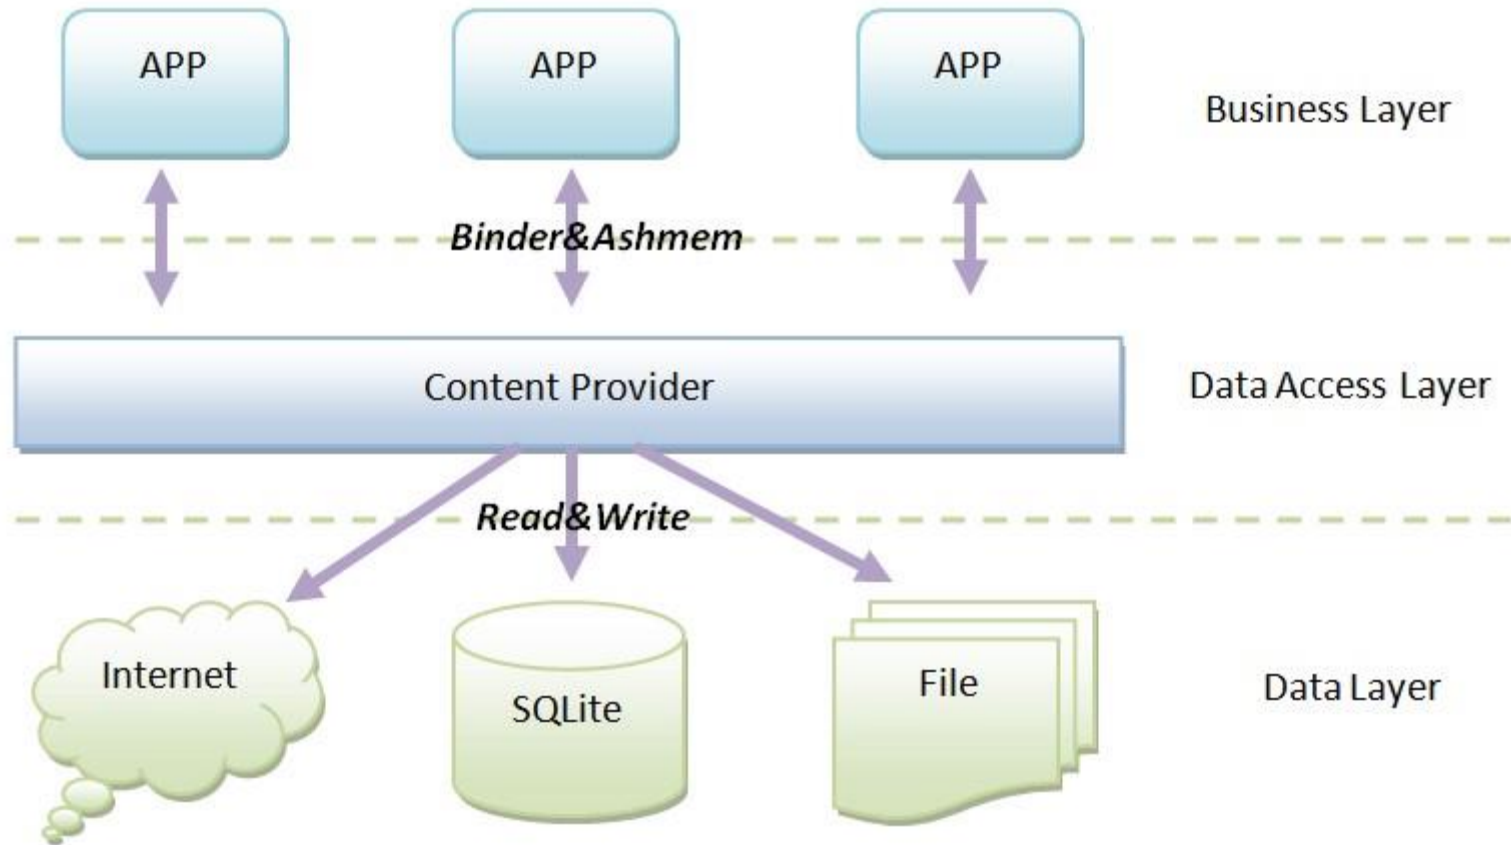 APP
APP
APP
Business Layer
Binder&Ashmem
Content Provider
Data Access Layer
Read&Write
Internet
SQLite
File
Data Layer